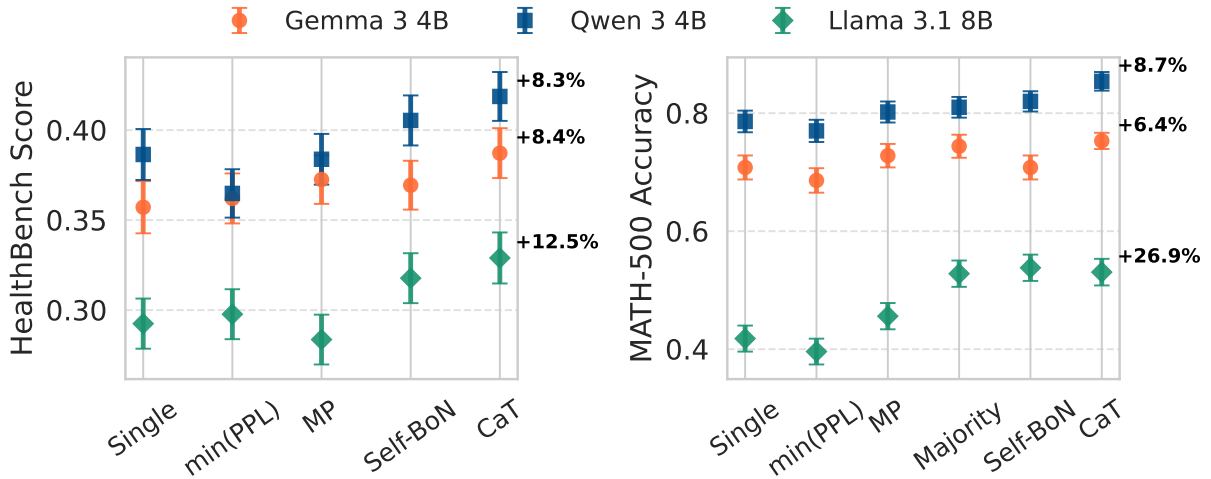 Gemma 3 4B
Qwen 3 4B
Llama 3.1 8B
HealthBench Score
0.40
0.35
0.30
+8.3%
+8.4%
+12.5%
Single
min(PPL)
MP
Self-BoN
CaT
MATH-500 Accuracy
0.8
0.6
0.4
+8.7%
+6.4%
+26.9%
Single
min(PPL)
MP
Majority
Self-BoN
CaT